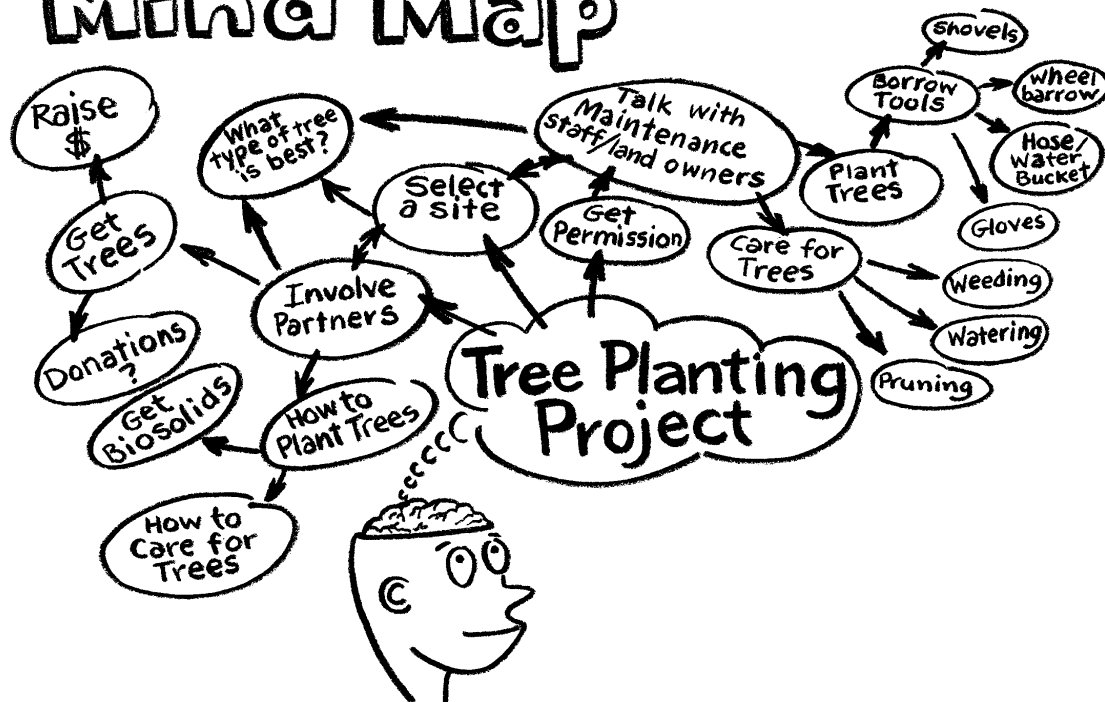 Mind Map
Raise
$
What
type of tree
is best?
Talk with
Maintenance
staff/land owners
Borrow
Tools
Shovels
Wheel
barrow
Hose/
Water
Bucket
Gloves
Plant
Trees
Get
Trees
Select
a site
Get
Permission
Care for
Trees
Weeding
Watering
Pruning
Involve
Partners
Donations
?
Get
Biosolids
How to
Plant Trees
Tree Planting
Project
How to
Care for
Trees